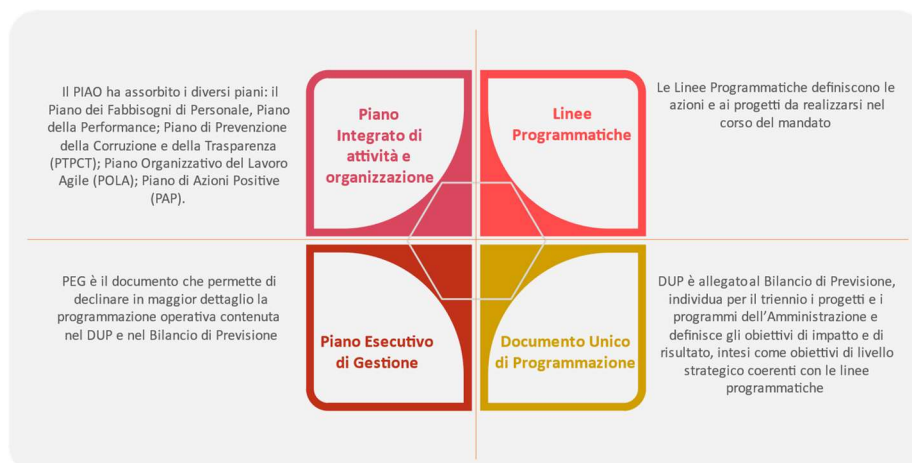 Il PIAO ha assorbito i diversi piani: il
Piano dei Fabbisogni di Personale, Piano
della Performance; Piano di Prevenzione
della Corruzione e della Trasparenza
(PTPCT); Piano Organizzativo del Lavoro
Agile (POLA); Piano di Azioni Positive
(PAP).
Piano
Integrato di
attività e
organizzazione
Linee
Programmatiche
Le Linee Programmatiche definiscono le
azioni e ai progetti da realizzarsi nel
corso del mandato
PEG è il documento che permette di
declinare in maggior dettaglio la
programmazione operativa contenuta
nel DUP e nel Bilancio di Previsione
Piano Esecutivo
di Gestione
Documento Unico
di Programmazione
DUP è allegato al Bilancio di Previsione,
individua per il triennio i progetti e i
programmi dell’Amministrazione e
definisce gli obiettivi di impatto e di
risultato, intesi come obiettivi di livello
strategico coerenti con le linee
programmatiche